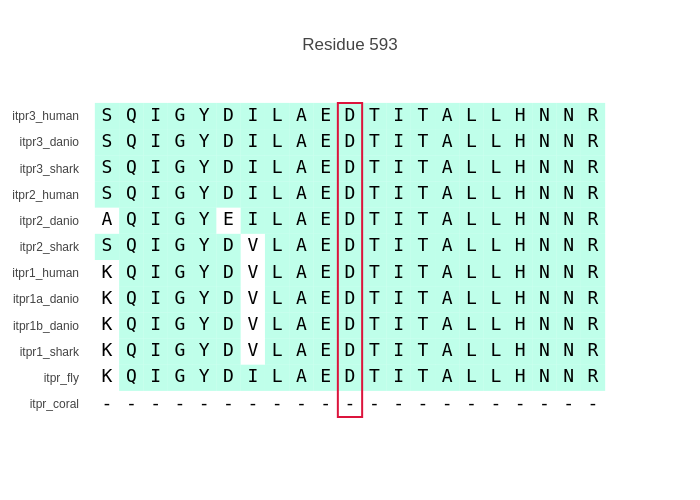 Residue 593
itpr3_human S Q I G Y D I L A E D T I T A L L H N N R
itpr3_danio S Q I G Y D I L A E D T I T A L L H N N R
itpr3_shark S Q I G Y D I L A E D T I T A L L H N N R
itpr2_human S Q I G Y D I L A E D T I T A L L H N N R
itpr2_danio A Q I G Y E I L A E D T I T A L L H N N R
itpr2_shark S Q I G Y D V L A E D T I T A L L H N N R
itpr1_human K Q I G Y D V L A E D T I T A L L H N N R
itpr1a_danio K Q I G Y D V L A E D T I T A L L H N N R
itpr1b_danio K Q I G Y D V L A E D T I T A L L H N N R
itpr1_shark K Q I G Y D V L A E D T I T A L L H N N R
itpr_fly K Q I G Y D I L A E D T I T A L L H N N R
itpr_coral - - - - - - - - - - - - - - - - - - - - -